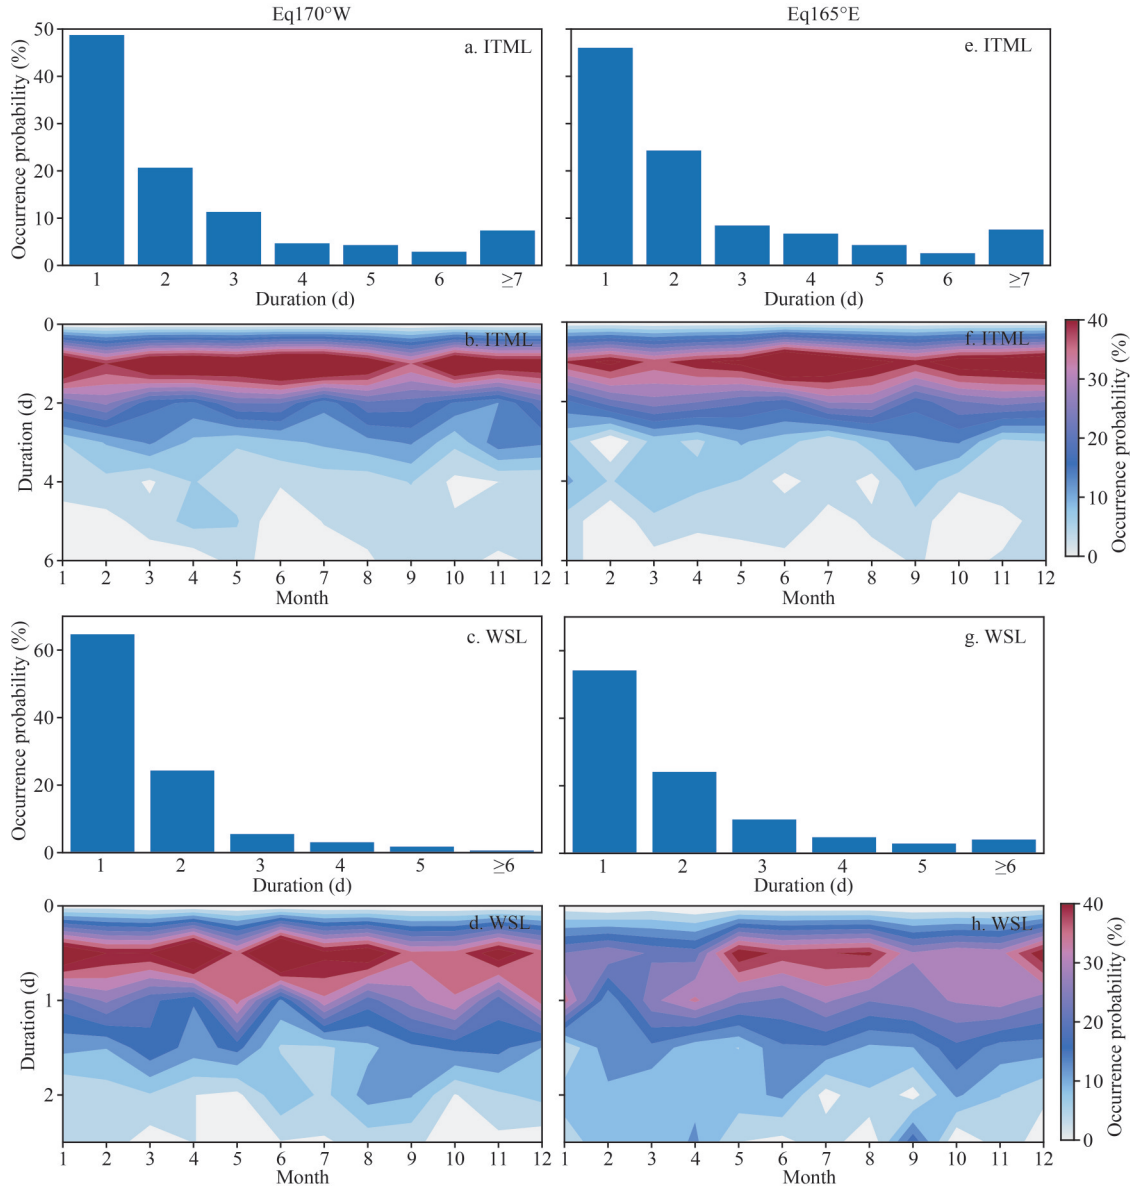 Eq170°W
Eq165°E
a. ITML
Occurrence probability (%)
50
40
30
20
10
0
1 2 3 4 5 6 ≥7
Duration (d)
e. ITML
1 2 3 4 5 6 ≥7
Duration (d)
b. ITML
Duration (d)
0
2
4
6
1 2 3 4 5 6 7 8 9 10 11 12
Month
f. ITML
1 2 3 4 5 6 7 8 9 10 11 12
Month
40
30
20
10
0
Occurrence probability (%)
c. WSL
Occurrence probability (%)
60
40
20
0
1 2 3 4 5 ≥6
Duration (d)
g. WSL
1 2 3 4 5 ≥6
Duration (d)
d. WSL
Duration (d)
0
1
2
1 2 3 4 5 6 7 8 9 10 11 12
Month
h. WSL
1 2 3 4 5 6 7 8 9 10 11 12
Month
40
30
20
10
0
Occurrence probability (%)